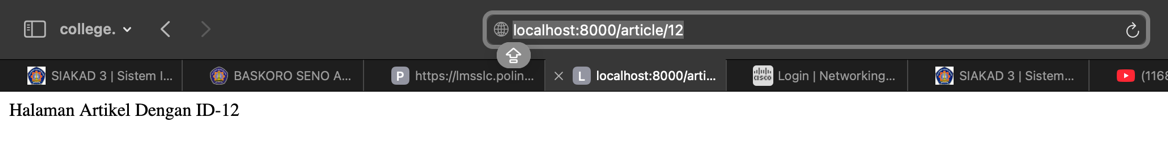 college.
localhost:8000/article/12
SIAKAD 3 | Sistem I...
BASKORO SENO A...
P
https://lmsslc.polin...
L
localhost:8000/arti...
Login | Networking...
SIAKAD 3 | Sistem...
(1168
Halaman Artikel Dengan ID-12